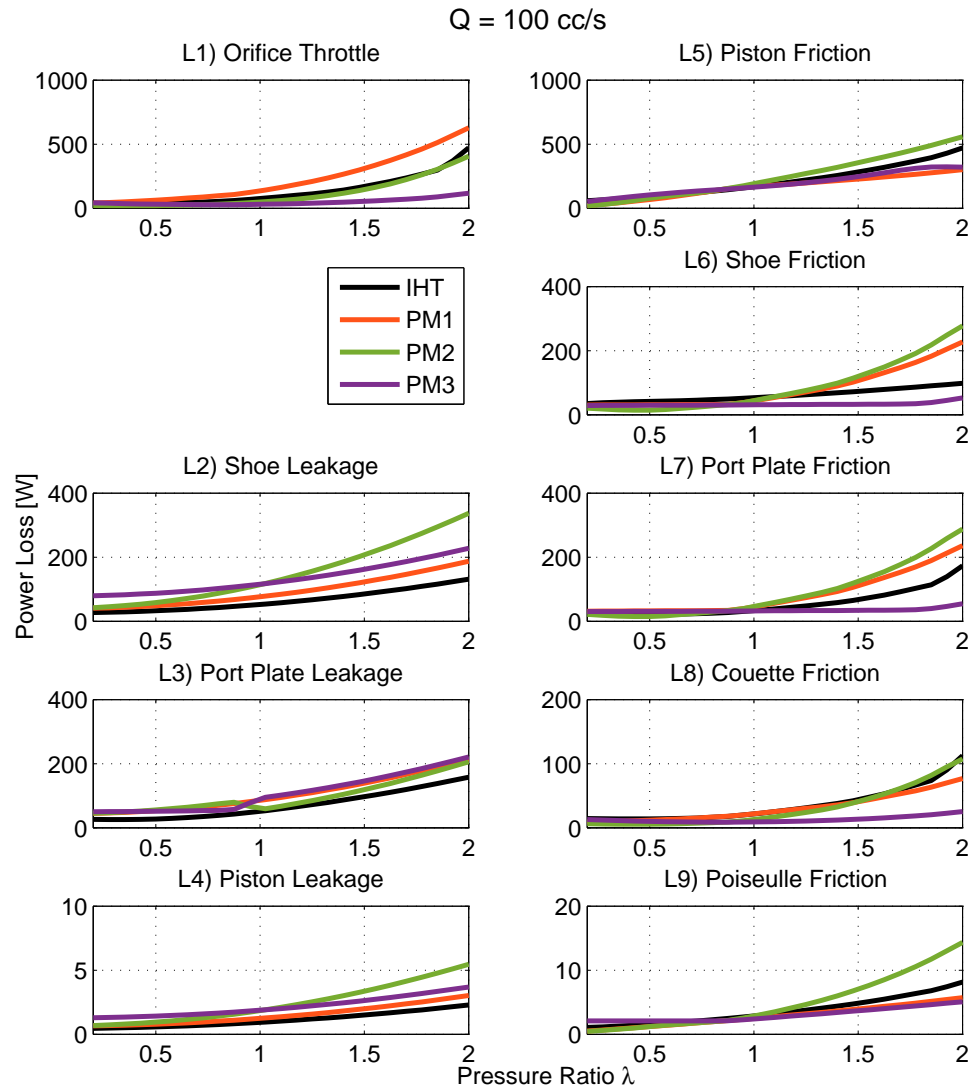 Q = 100 cc/s
L1) Orifice Throttle
1000
500
0
0.5 1 1.5 2
L5) Piston Friction
1000
500
0
0.5 1 1.5 2
IHT
PM1
PM2
PM3
L6) Shoe Friction
400
200
0
0.5 1 1.5 2
Power Loss [W]
L2) Shoe Leakage
400
200
0
0.5 1 1.5 2
L7) Port Plate Friction
400
200
0
0.5 1 1.5 2
L3) Port Plate Leakage
400
200
0
0.5 1 1.5 2
L8) Couette Friction
200
100
0
0.5 1 1.5 2
L4) Piston Leakage
10
5
0
0.5 1 1.5 2
L9) Poiseulle Friction
20
10
0
0.5 1 1.5 2
Pressure Ratio λ